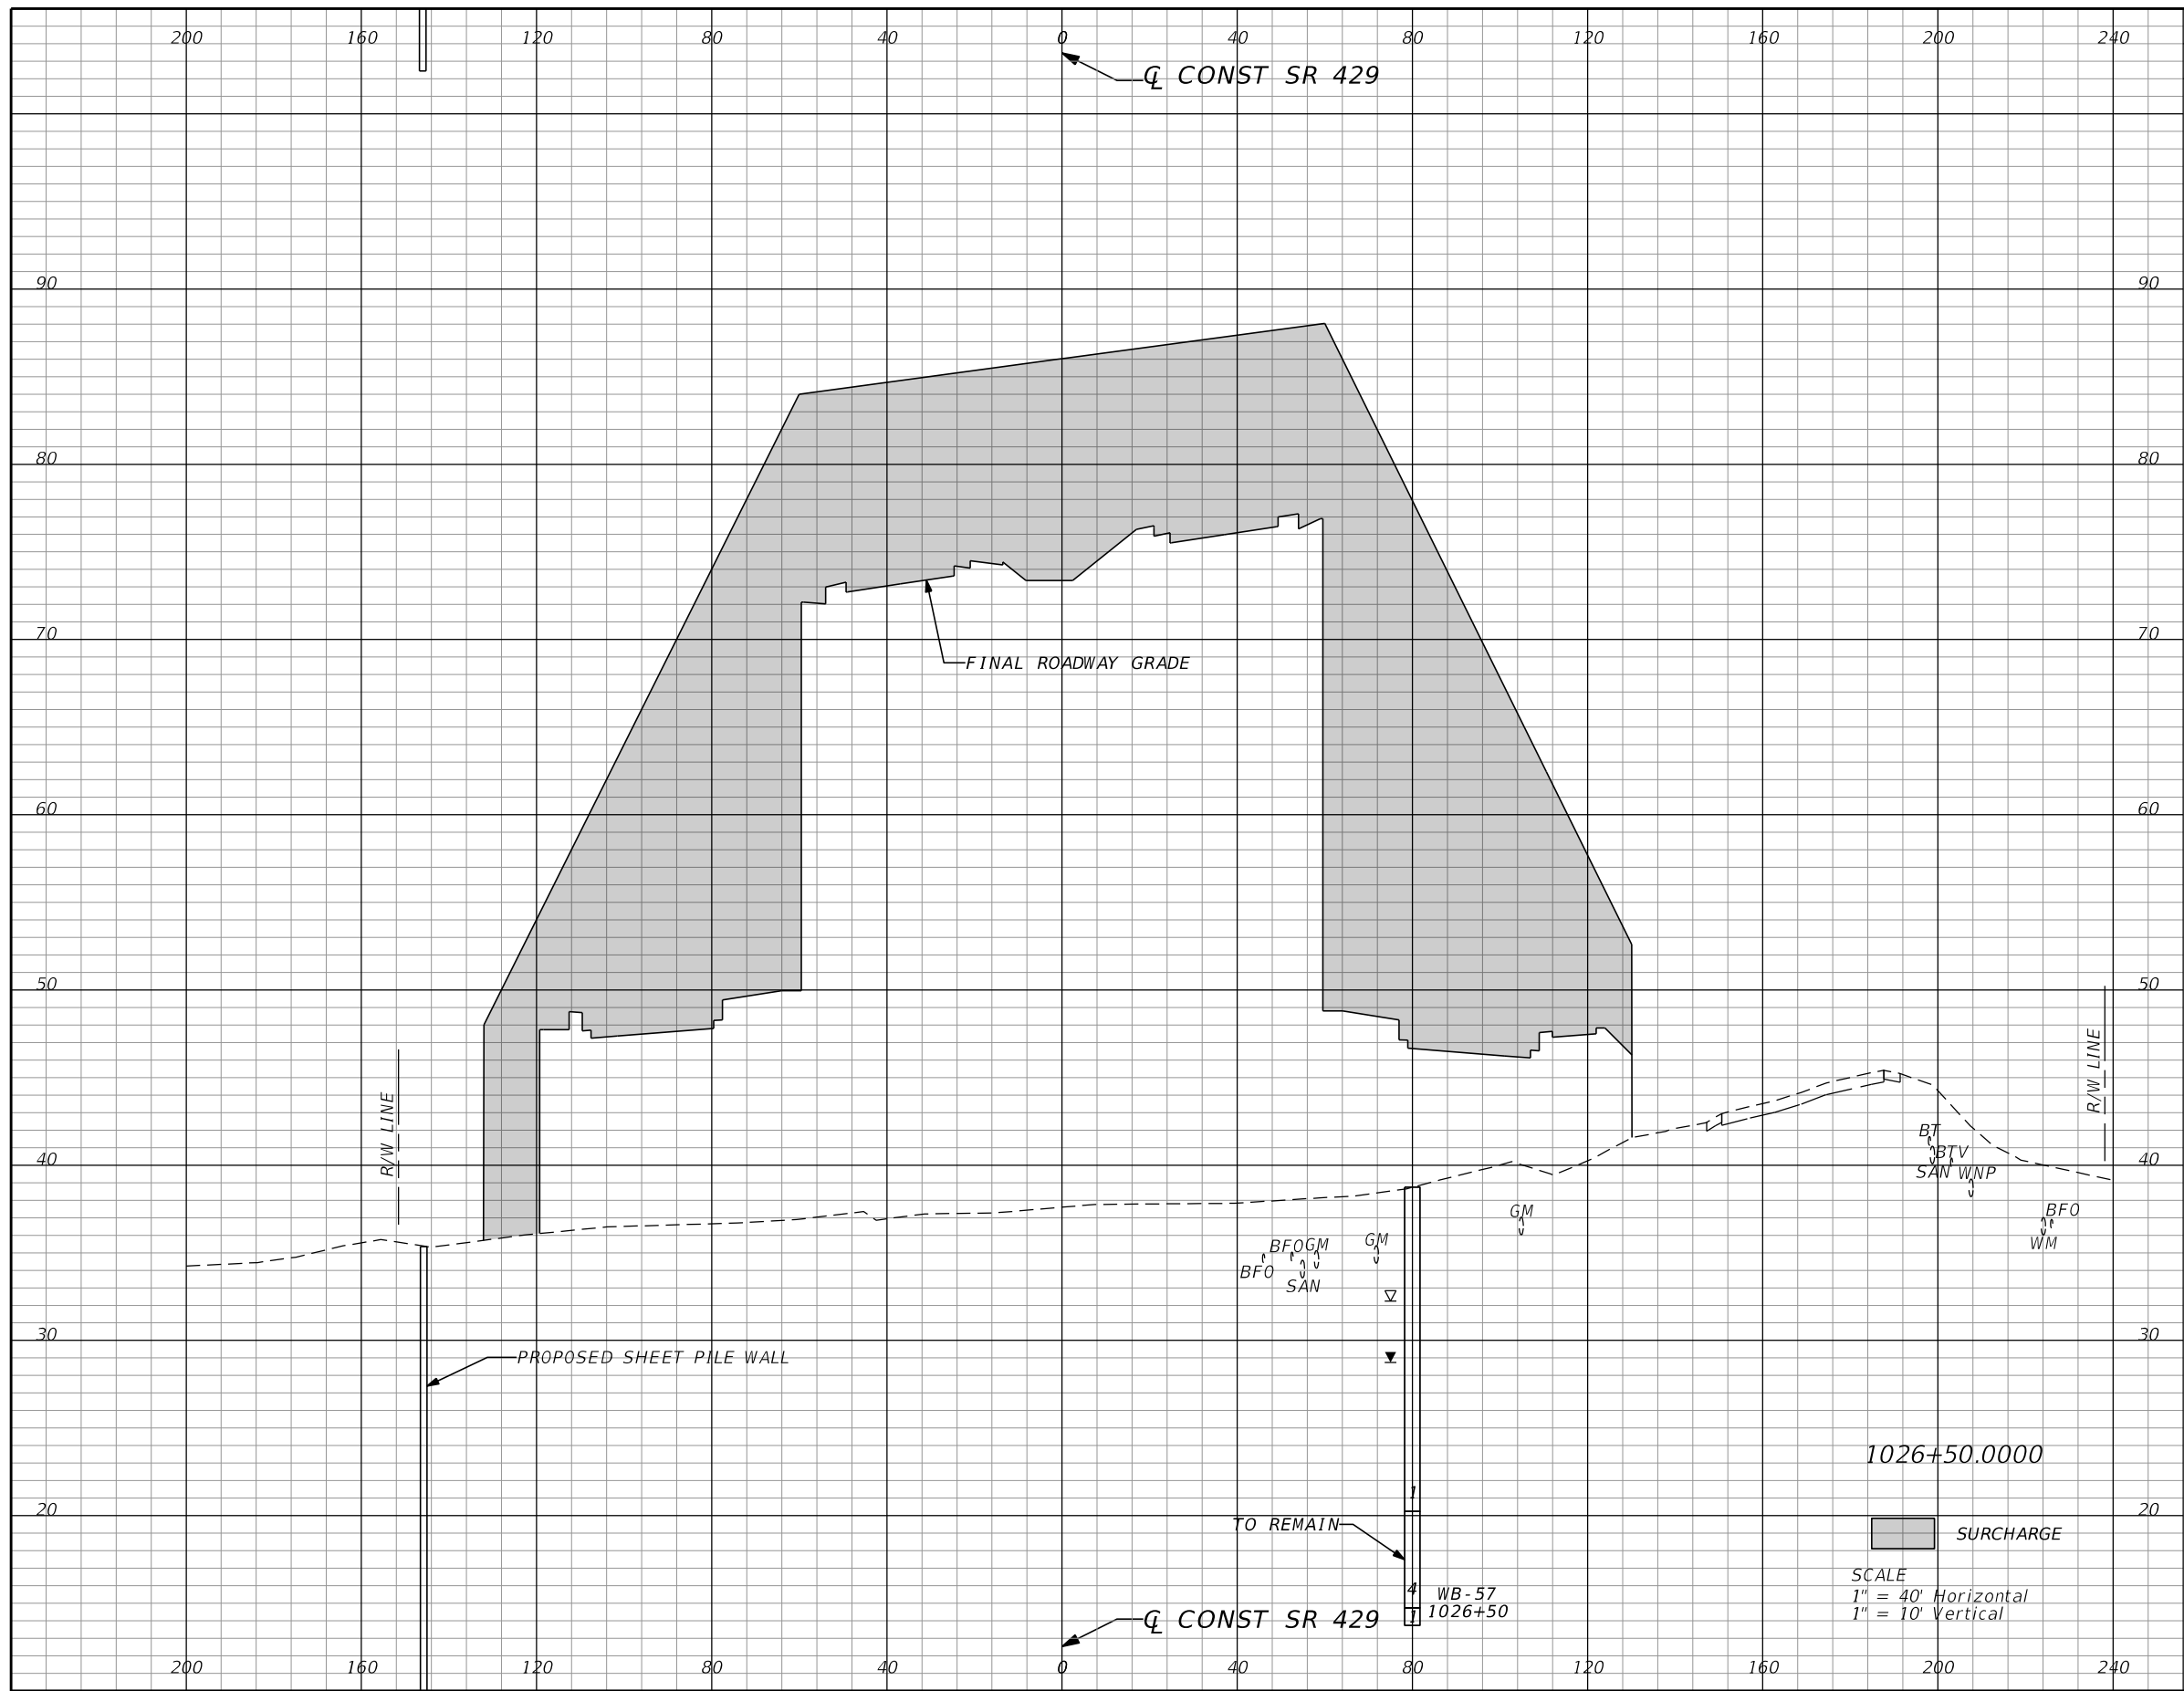 200 160 120 80 40 0 40 80 120 160 200 240
℄ CONST SR 429
90 90
80 80
70 70
FINAL ROADWAY GRADE
60 60
50 50
R/W LINE
R/W LINE
BT
BTV
40 40
SAN WNP
GM
BFO
BFO GM
GM
WM
BFO
SAN
30 30
PROPOSED SHEET PILE WALL
1026+50.0000
1
20 20
TO REMAIN
SURCHARGE
SCALE
4
WB-57
1" = 40' Horizontal
1
1026+50
1" = 10' Vertical
℄ CONST SR 429
200 160 120 80 40 0 40 80 120 160 200 240